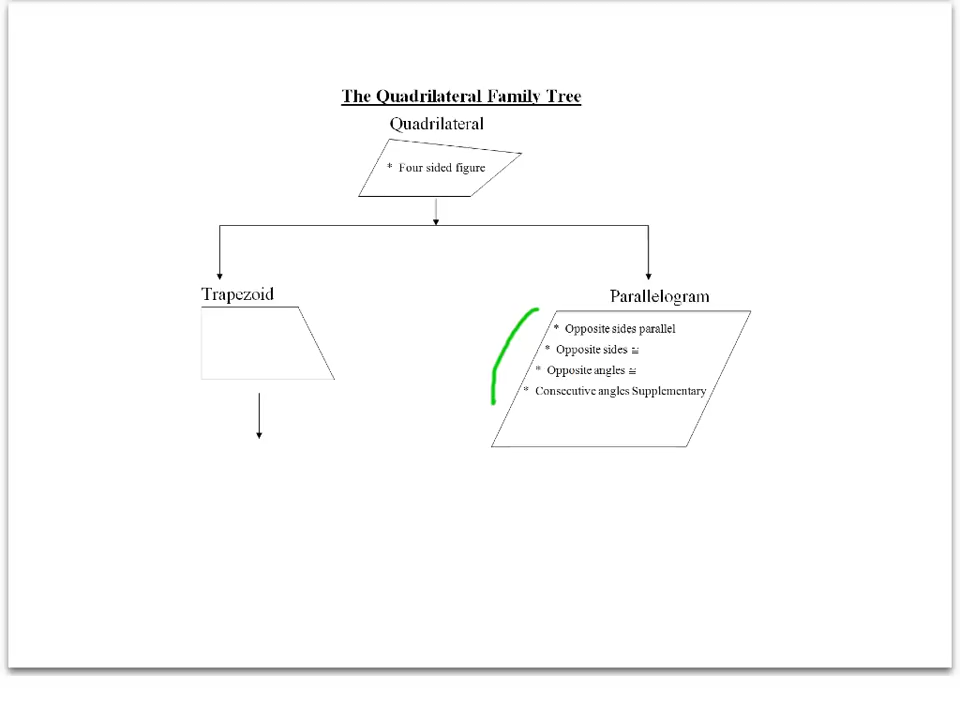 The Quadrilateral Family Tree
Quadrilateral
* Four sided figure
Trapezoid
Parallelogram
* Opposite sides parallel
* Opposite sides ≅
* Opposite angles ≅
* Consecutive angles Supplementary